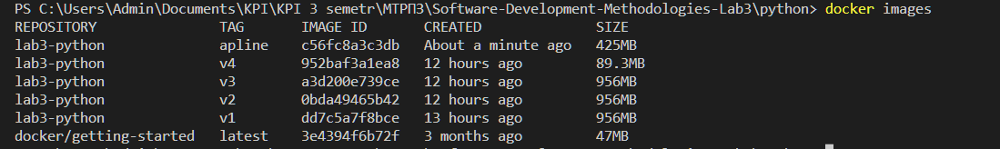 PS C:\Users\Admin\Documents\KPI\KPI 3 semetr\МТРПЗ\Software-Development-Methodologies-Lab3\python> docker images
REPOSITORY TAG IMAGE ID CREATED SIZE
lab3-python apline c56fc8a3c3db About a minute ago 425MB
lab3-python v4 952baf3a1ea8 12 hours ago 89.3MB
lab3-python v3 a3d200e739ce 12 hours ago 956MB
lab3-python v2 0bda49465b42 12 hours ago 956MB
lab3-python v1 dd7c5a7f8bce 13 hours ago 956MB
docker/getting-started latest 3e4394f6b72f 3 months ago 47MB